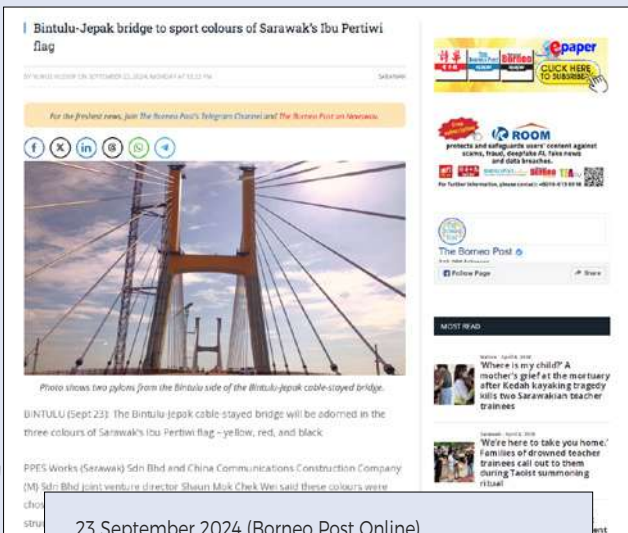 Bintulu-Jepak bridge to sport colours of Sarawak's Ibu Pertiwi
flag
SARAWAK
For the freshest news, join The Borneo Post's Telegram Channel and The Borneo Post on Newswav.
Photo shows two pylons from the Bintulu side of the Bintulu-Jepak cable-stayed bridge.
BINTULU (Sept 23): The Bintulu-Jepak cable-stayed bridge will be adorned in the
three colours of Sarawak's Ibu Pertiwi flag – yellow, red, and black
PPES Works (Sarawak) Sdn Bhd and China Communications Construction Company
(M) Sdn Bhd joint venture director Shaun Mok Chek Wei said these colours were
23 September 2024 (Borneo Post Online)
epaper
CLICK HERE
TO SUBSCRIBE
ROOM
protects and safeguards users' content against
scams, fraud, deepfake AI, fake news
and data breaches.
The Borneo Post
Follow Page
Share
MOST READ
'Where is my child?' A
mother's grief at the mortuary
after Kedah kayaking tragedy
kills two Sarawakian teacher
trainees
'We're here to take you home.'
Families of drowned teacher
trainees call out to them
during Taoist summoning
ritual